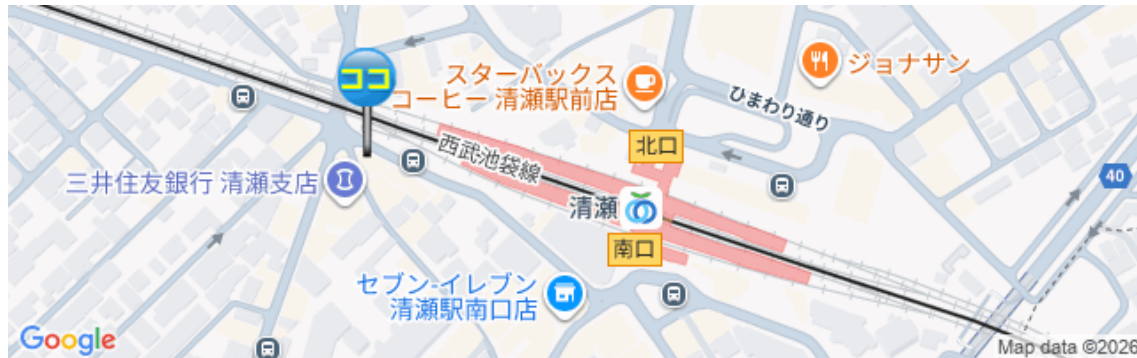 ココ
スターバックス
コーヒー 清瀬駅前店
ジョナサン
ひまわり通り
北口
西武池袋線
三井住友銀行 清瀬支店
40
清瀬
南口
セブン-イレブン
清瀬駅南口店
Google
Map data ©2026